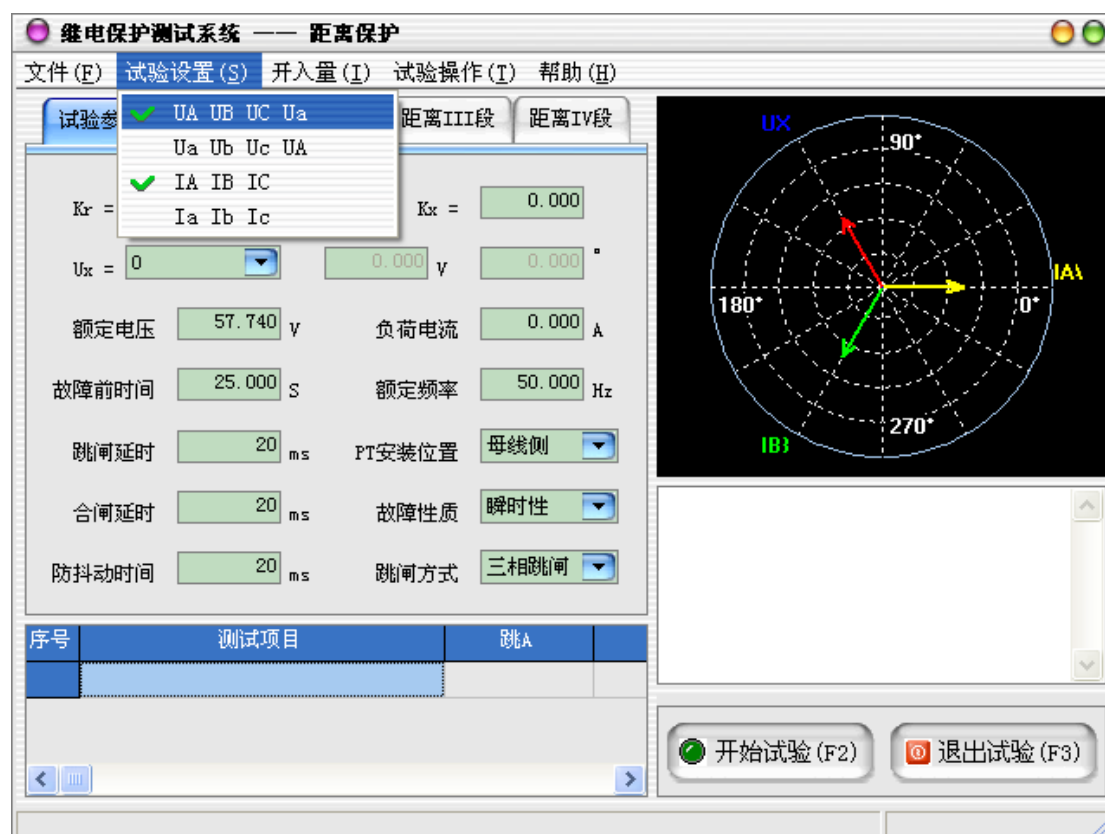 继电保护测试系统 —— 距离保护
文件(F) 试验设置(S) 开入量(I) 试验操作(T) 帮助(H)
UA UB UC Ua
Ua Ub Uc UA
IA IB IC
Ia Ib Ic
试验参 距离III段 距离IV段
Kr = Kx = 0.000
Ux = 0 0.000 V 0.000 °
额定电压 57.740 V 负荷电流 0.000 A
故障前时间 25.000 S 额定频率 50.000 Hz
跳闸延时 20 ms PT安装位置 母线侧
合闸延时 20 ms 故障性质 瞬时性
防抖动时间 20 ms 跳闸方式 三相跳闸
序号 测试项目 跳A
UX
90°
180°
0°
270°
开始试验(F2) 退出试验(F3)